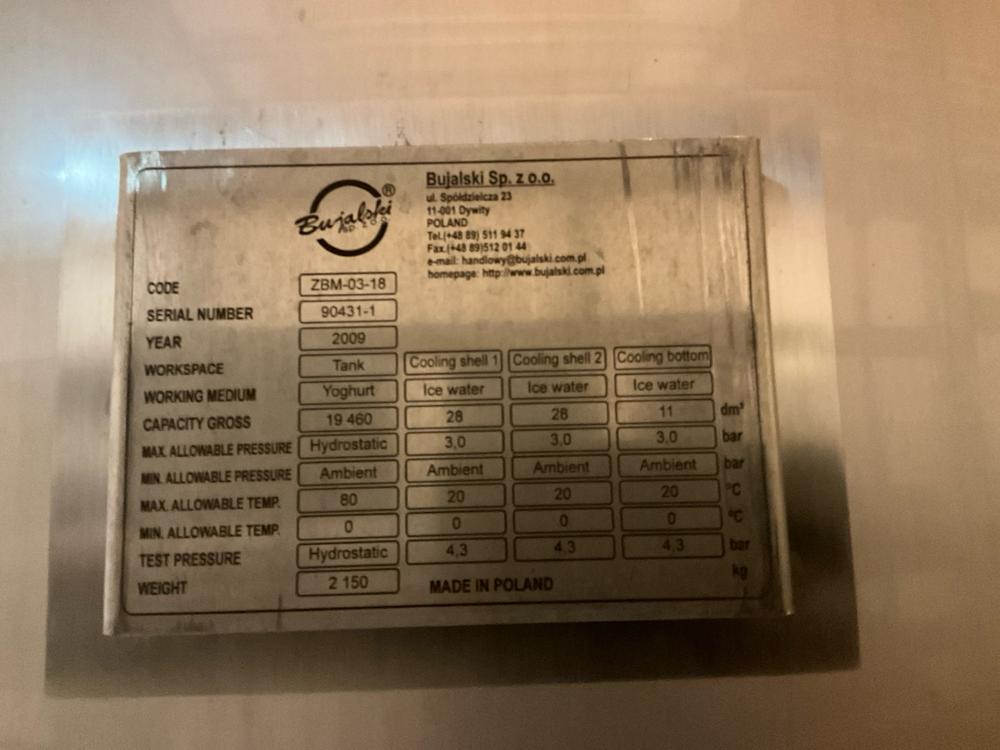 Bujalski ®
SP. Z O.O.
Bujalski Sp. z o.o.
ul. Spółdzielcza 23
11-001 Dywity
POLAND
Tel.(+48 89) 511 94 37
Fax.(+48 89)512 01 44
e-mail: handlowy@bujalski.com.pl
homepage: http://www.bujalski.com.pl
CODE ZBM-03-18
SERIAL NUMBER 90431-1
YEAR 2009
WORKSPACE Tank Cooling shell 1 Cooling shell 2 Cooling bottom
WORKING MEDIUM Yoghurt Ice water Ice water Ice water
CAPACITY GROSS 19 460 28 28 11 dm³
MAX. ALLOWABLE PRESSURE Hydrostatic 3,0 3,0 3,0 bar
MIN. ALLOWABLE PRESSURE Ambient Ambient Ambient Ambient bar
MAX. ALLOWABLE TEMP. 80 20 20 20 °C
MIN. ALLOWABLE TEMP. 0 0 0 0 °C
TEST PRESSURE Hydrostatic 4,3 4,3 4,3 bar
WEIGHT 2 150 MADE IN POLAND kg